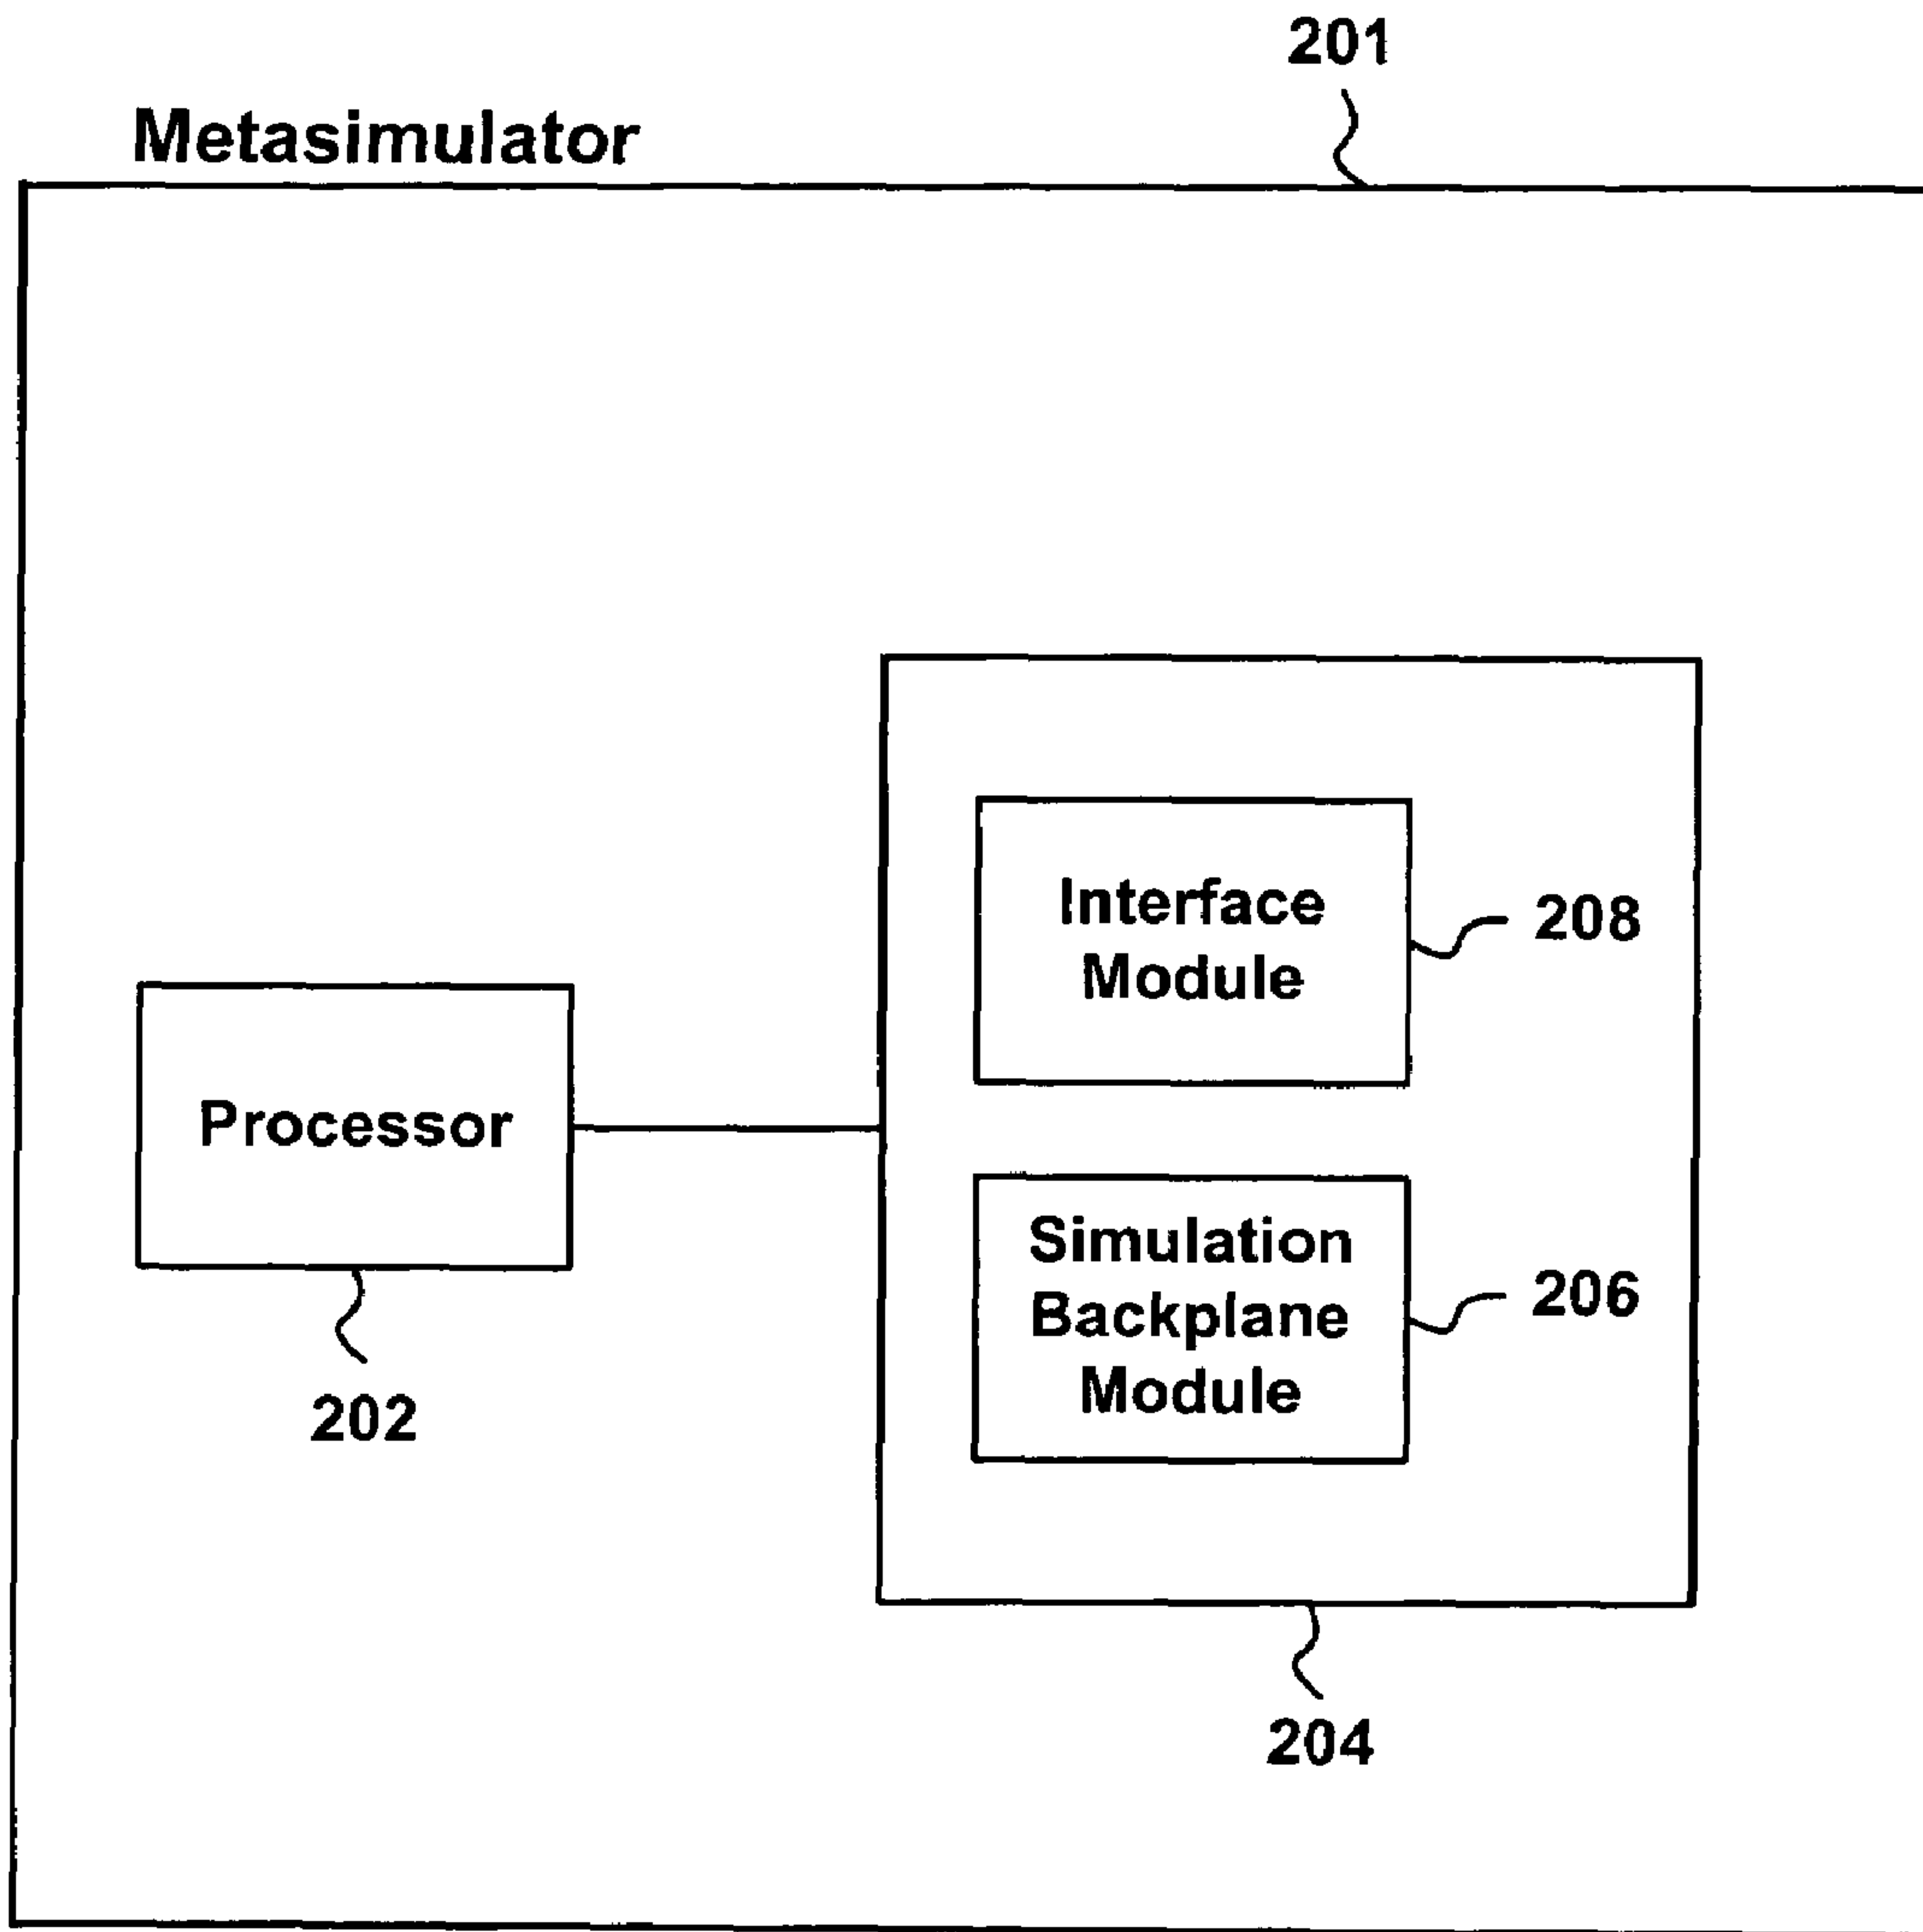 201
Metasimulator
Interface
Module
208
Processor
202
Simulation
Backplane
Module
206
204